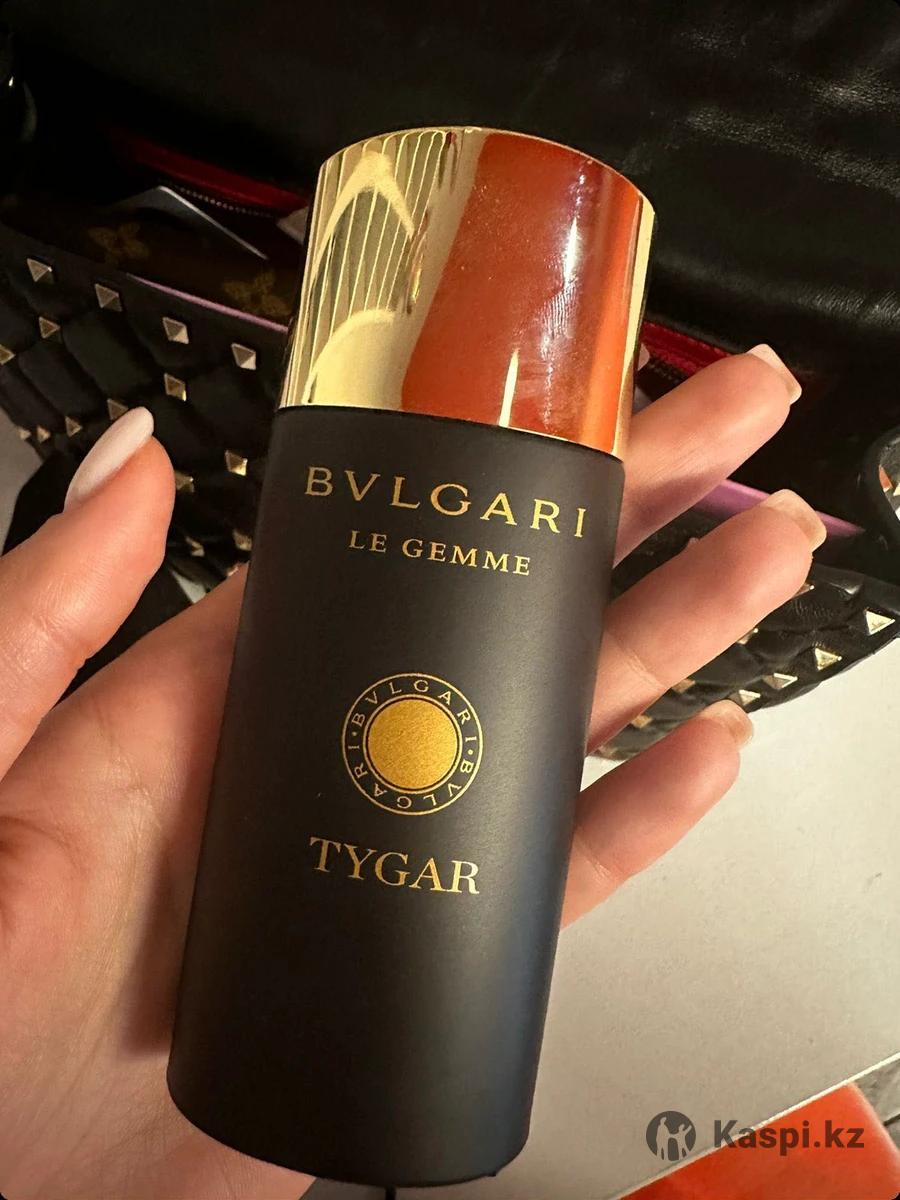 BVLGARI
LE GEMME
BVLGARI • BVLGARI •
TYGAR
Kaspi.kz